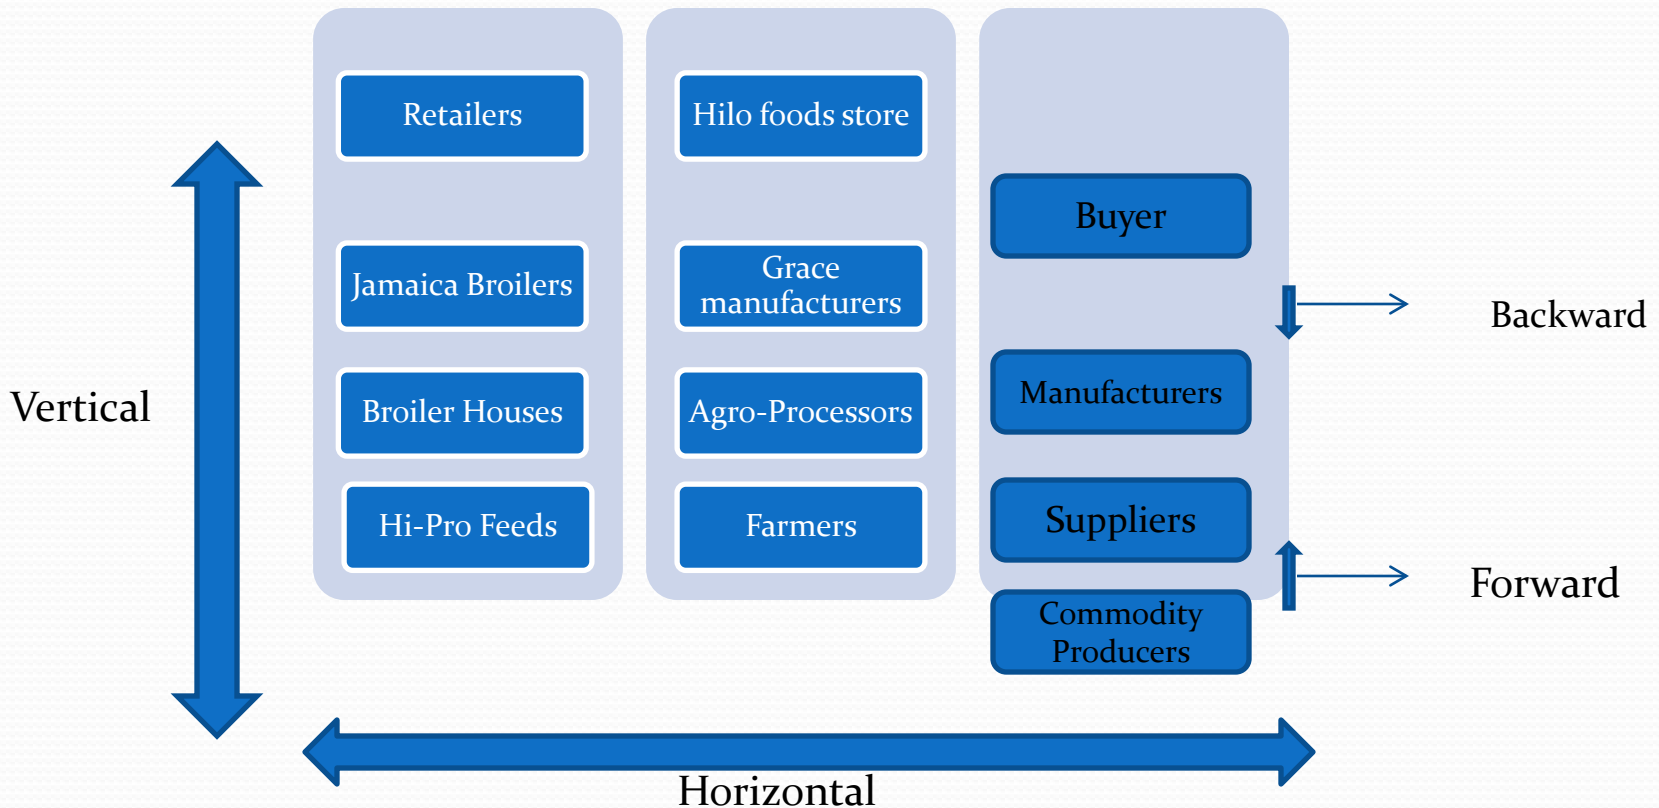 Retailers
Hilo foods store
Buyer
Jamaica Broilers
Grace
manufacturers
Backward
Vertical
Broiler Houses
Agro-Processors
Manufacturers
Hi-Pro Feeds
Farmers
Suppliers
Forward
Commodity
Producers
Horizontal